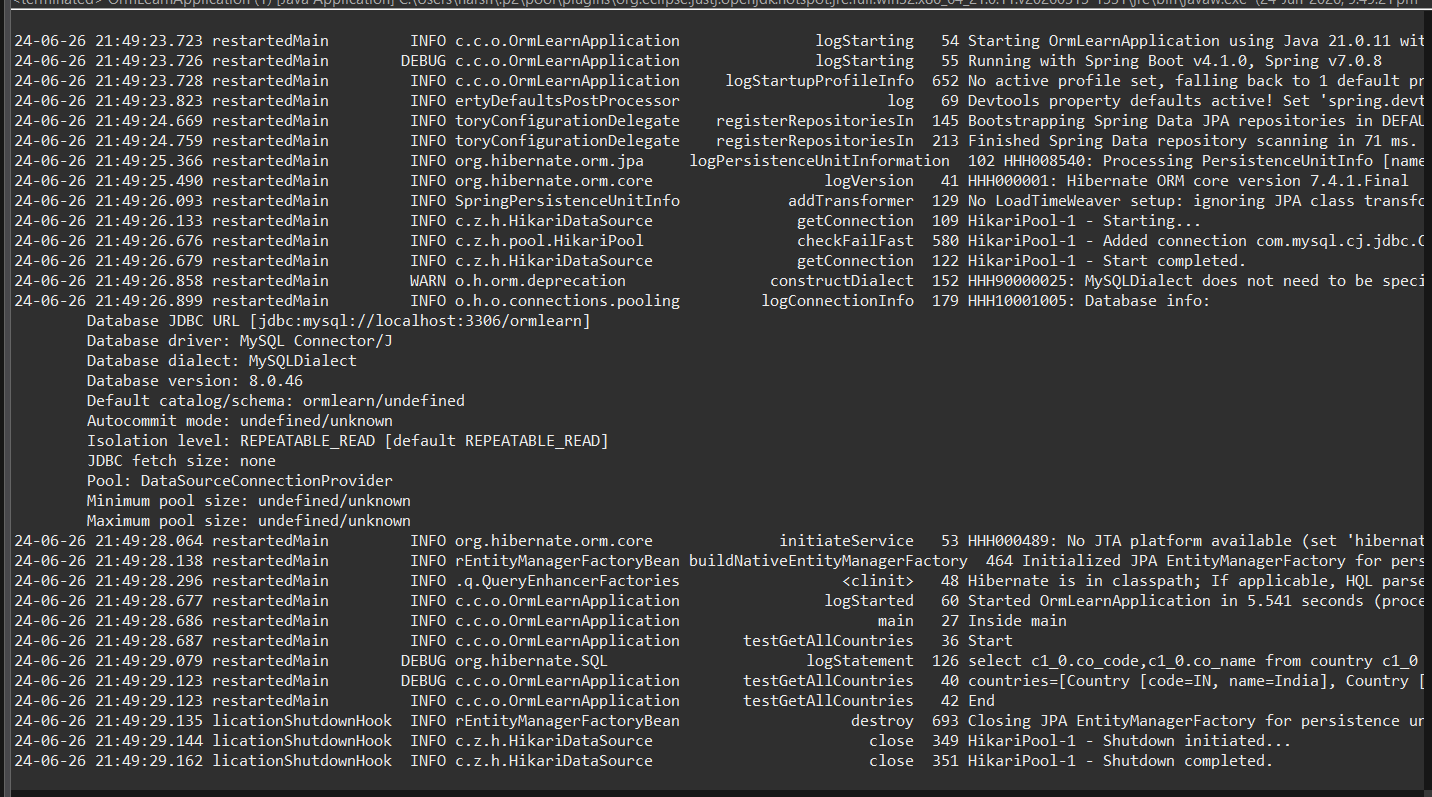 <terminated> OrmLearnApplication (1) [Java Application]
24-06-26 21:49:23.723 restartedMain INFO c.c.o.OrmLearnApplication logStarting 54 Starting OrmLearnApplication using Java 21.0.11 wit
24-06-26 21:49:23.726 restartedMain DEBUG c.c.o.OrmLearnApplication logStarting 55 Running with Spring Boot v4.1.0, Spring v7.0.8
24-06-26 21:49:23.728 restartedMain INFO c.c.o.OrmLearnApplication logStartupProfileInfo 652 No active profile set, falling back to 1 default pr
24-06-26 21:49:23.823 restartedMain INFO ertyDefaultsPostProcessor log 69 Devtools property defaults active! Set 'spring.devt
24-06-26 21:49:24.669 restartedMain INFO toryConfigurationDelegate registerRepositoriesIn 145 Bootstrapping Spring Data JPA repositories in DEFAU
24-06-26 21:49:24.759 restartedMain INFO toryConfigurationDelegate registerRepositoriesIn 213 Finished Spring Data repository scanning in 71 ms.
24-06-26 21:49:25.366 restartedMain INFO org.hibernate.orm.jpa logPersistenceUnitInformation 102 HHH008540: Processing PersistenceUnitInfo [name
24-06-26 21:49:25.490 restartedMain INFO org.hibernate.orm.core logVersion 41 HHH000001: Hibernate ORM core version 7.4.1.Final
24-06-26 21:49:26.093 restartedMain INFO SpringPersistenceUnitInfo addTransformer 129 No LoadTimeWeaver setup: ignoring JPA class transfo
24-06-26 21:49:26.133 restartedMain INFO c.z.h.HikariDataSource getConnection 109 HikariPool-1 - Starting...
24-06-26 21:49:26.676 restartedMain INFO c.z.h.pool.HikariPool checkFailFast 580 HikariPool-1 - Added connection com.mysql.cj.jdbc.C
24-06-26 21:49:26.679 restartedMain INFO c.z.h.HikariDataSource getConnection 122 HikariPool-1 - Start completed.
24-06-26 21:49:26.858 restartedMain WARN o.h.orm.deprecation constructDialect 152 HHH90000025: MySQLDialect does not need to be speci
24-06-26 21:49:26.899 restartedMain INFO o.h.o.connections.pooling logConnectionInfo 179 HHH10001005: Database info:
Database JDBC URL [jdbc:mysql://localhost:3306/ormlearn]
Database driver: MySQL Connector/J
Database dialect: MySQLDialect
Database version: 8.0.46
Default catalog/schema: ormlearn/undefined
Autocommit mode: undefined/unknown
Isolation level: REPEATABLE_READ [default REPEATABLE_READ]
JDBC fetch size: none
Pool: DataSourceConnectionProvider
Minimum pool size: undefined/unknown
Maximum pool size: undefined/unknown
24-06-26 21:49:28.064 restartedMain INFO org.hibernate.orm.core initiateService 53 HHH000489: No JTA platform available (set 'hibernat
24-06-26 21:49:28.138 restartedMain INFO rEntityManagerFactoryBean buildNativeEntityManagerFactory 464 Initialized JPA EntityManagerFactory for pers
24-06-26 21:49:28.296 restartedMain INFO .q.QueryEnhancerFactories <clinit> 48 Hibernate is in classpath; If applicable, HQL parse
24-06-26 21:49:28.677 restartedMain INFO c.c.o.OrmLearnApplication logStarted 60 Started OrmLearnApplication in 5.541 seconds (proce
24-06-26 21:49:28.686 restartedMain INFO c.c.o.OrmLearnApplication main 27 Inside main
24-06-26 21:49:28.687 restartedMain INFO c.c.o.OrmLearnApplication testGetAllCountries 36 Start
24-06-26 21:49:29.079 restartedMain DEBUG org.hibernate.SQL logStatement 126 select c1_0.co_code,c1_0.co_name from country c1_0
24-06-26 21:49:29.123 restartedMain DEBUG c.c.o.OrmLearnApplication testGetAllCountries 40 countries=[Country [code=IN, name=India], Country [
24-06-26 21:49:29.123 restartedMain INFO c.c.o.OrmLearnApplication testGetAllCountries 42 End
24-06-26 21:49:29.135 licationShutdownHook INFO rEntityManagerFactoryBean destroy 693 Closing JPA EntityManagerFactory for persistence un
24-06-26 21:49:29.144 licationShutdownHook INFO c.z.h.HikariDataSource close 349 HikariPool-1 - Shutdown initiated...
24-06-26 21:49:29.162 licationShutdownHook INFO c.z.h.HikariDataSource close 351 HikariPool-1 - Shutdown completed.